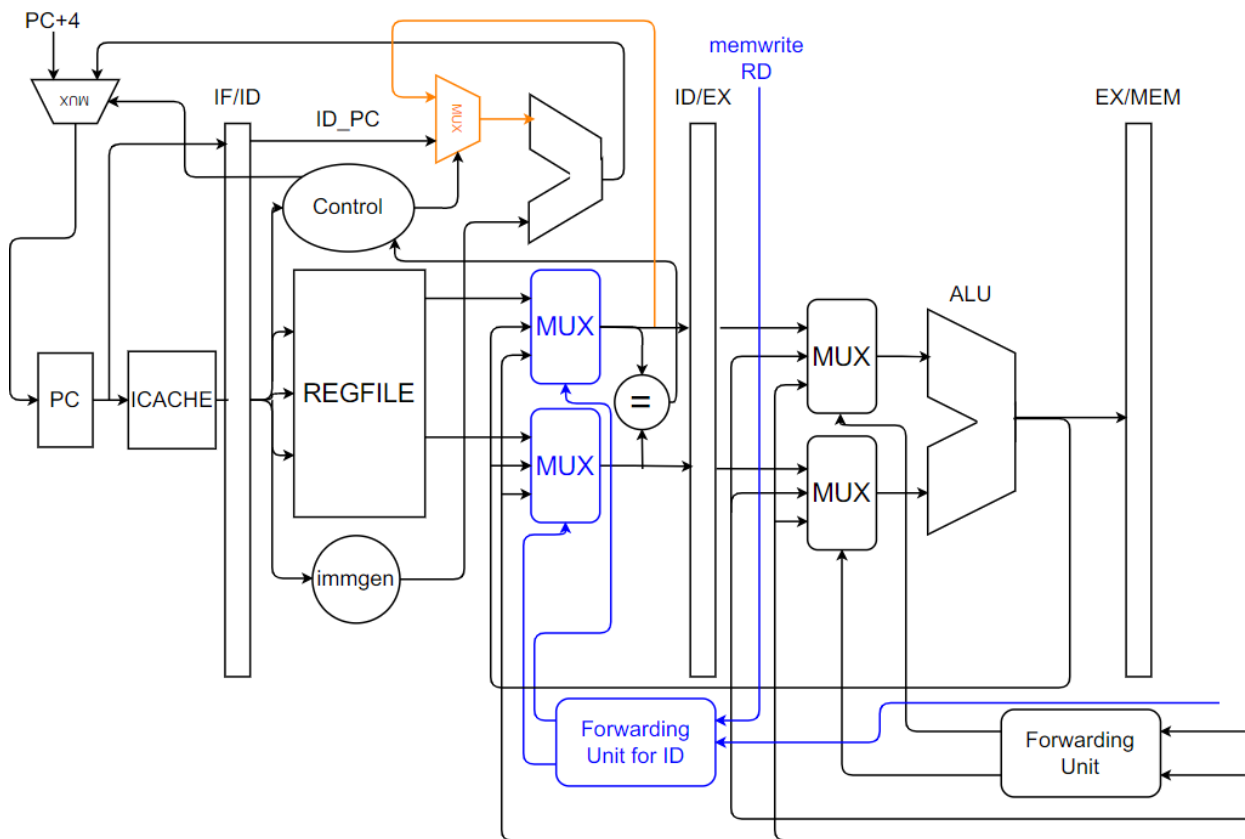 PC+4
memwrite
RD
MUX
IF/ID
ID_PC
MUX
ID/EX
EX/MEM
Control
ALU
MUX
MUX
PC
ICACHE
REGFILE
=
MUX
MUX
immgen
Forwarding
Unit for ID
Forwarding
Unit